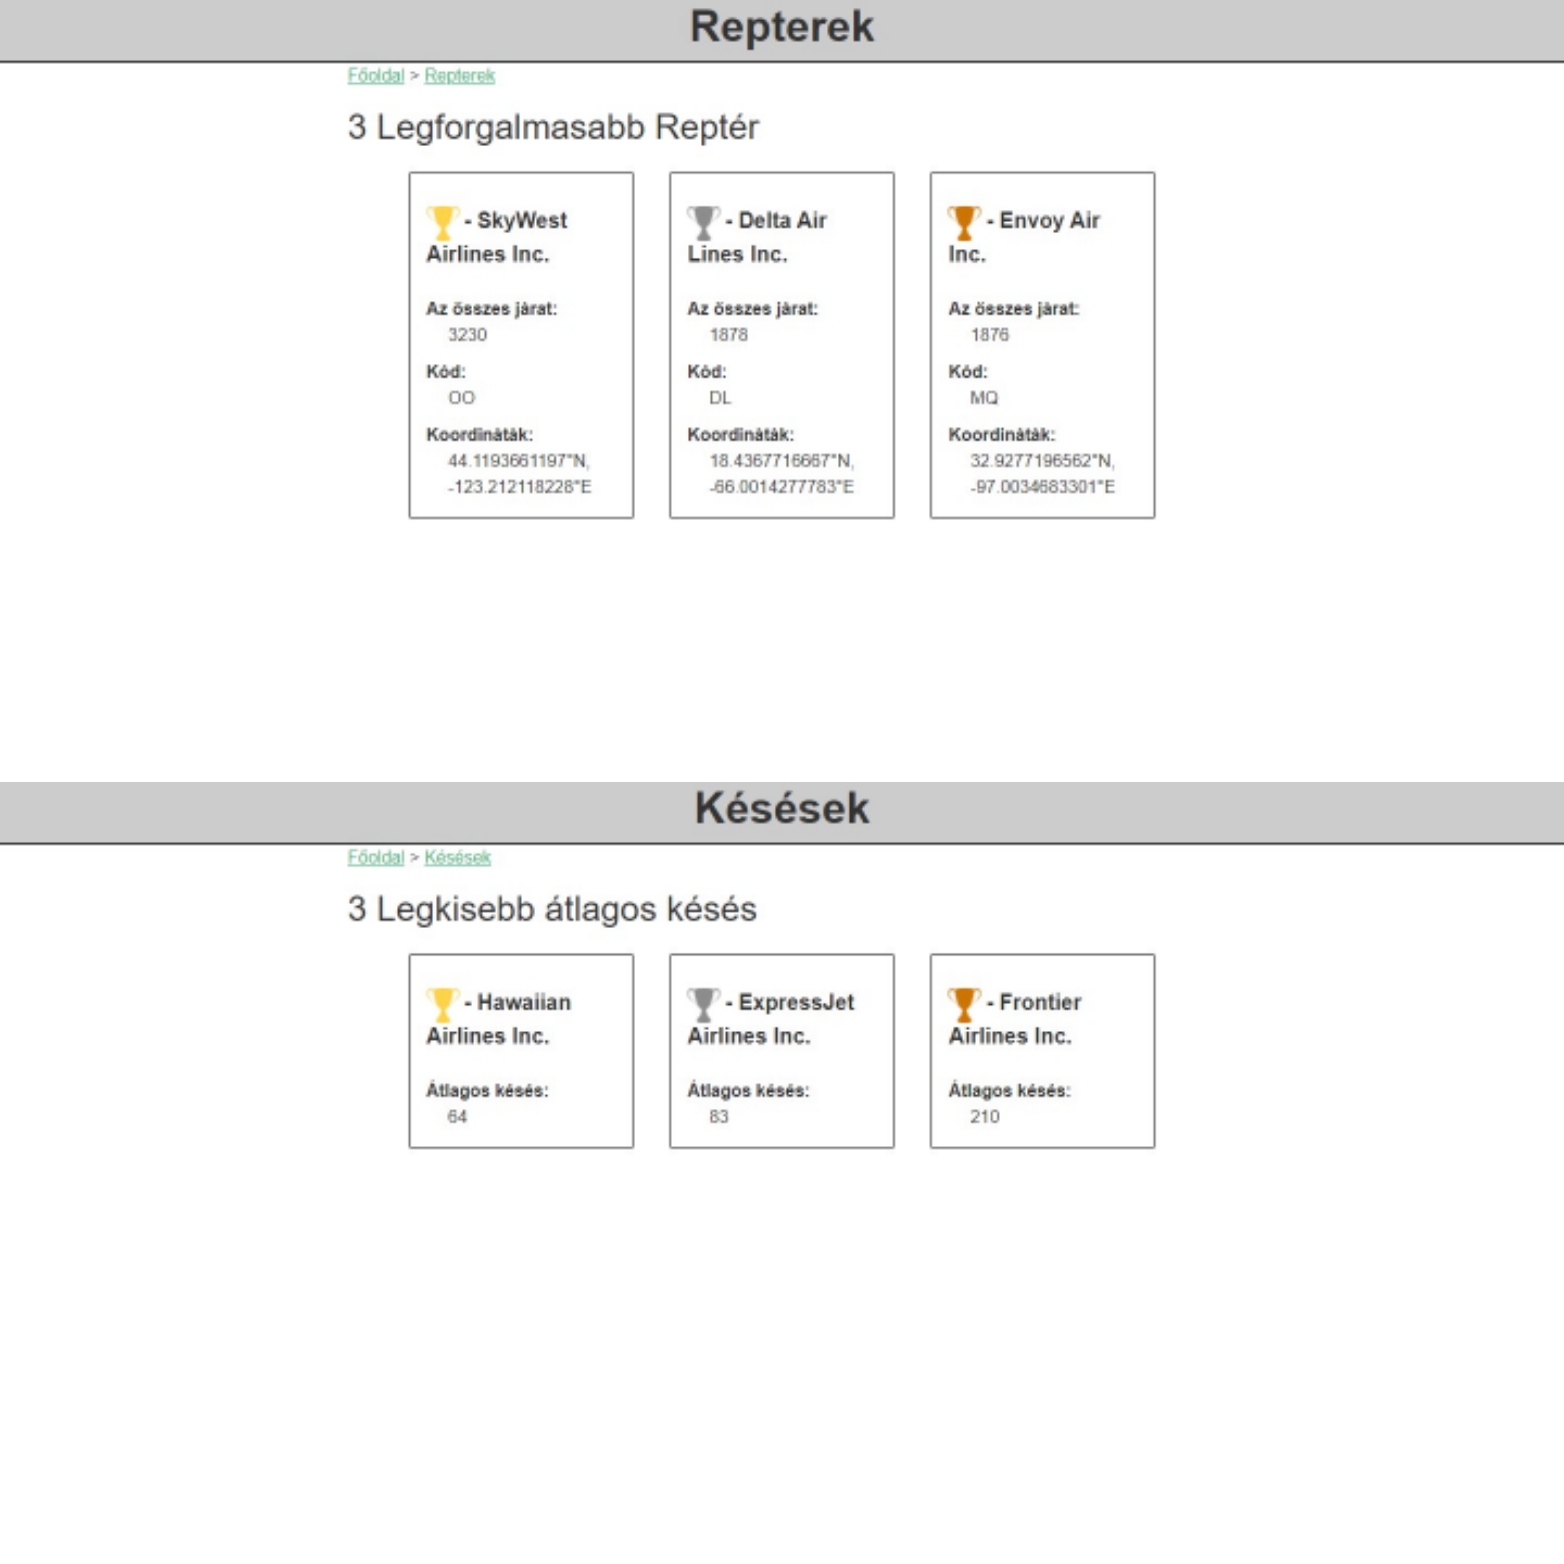 Repterek
Főoldal > Repterek
3 Legforgalmasabb Reptér
- SkyWest
Airlines Inc.
Az összes járat:
3230
Kód:
OO
Koordináták:
44.1193661197°N,
-123.212118228°E
- Delta Air
Lines Inc.
Az összes járat:
1878
Kód:
DL
Koordináták:
18.4367716667°N,
-66.0014277783°E
- Envoy Air
Inc.
Az összes járat:
1876
Kód:
MQ
Koordináták:
32.9277196562°N,
-97.0034683301°E
Késések
Főoldal > Késések
3 Legkisebb átlagos késés
- Hawaiian
Airlines Inc.
Átlagos késés:
64
- ExpressJet
Airlines Inc.
Átlagos késés:
83
- Frontier
Airlines Inc.
Átlagos késés:
210